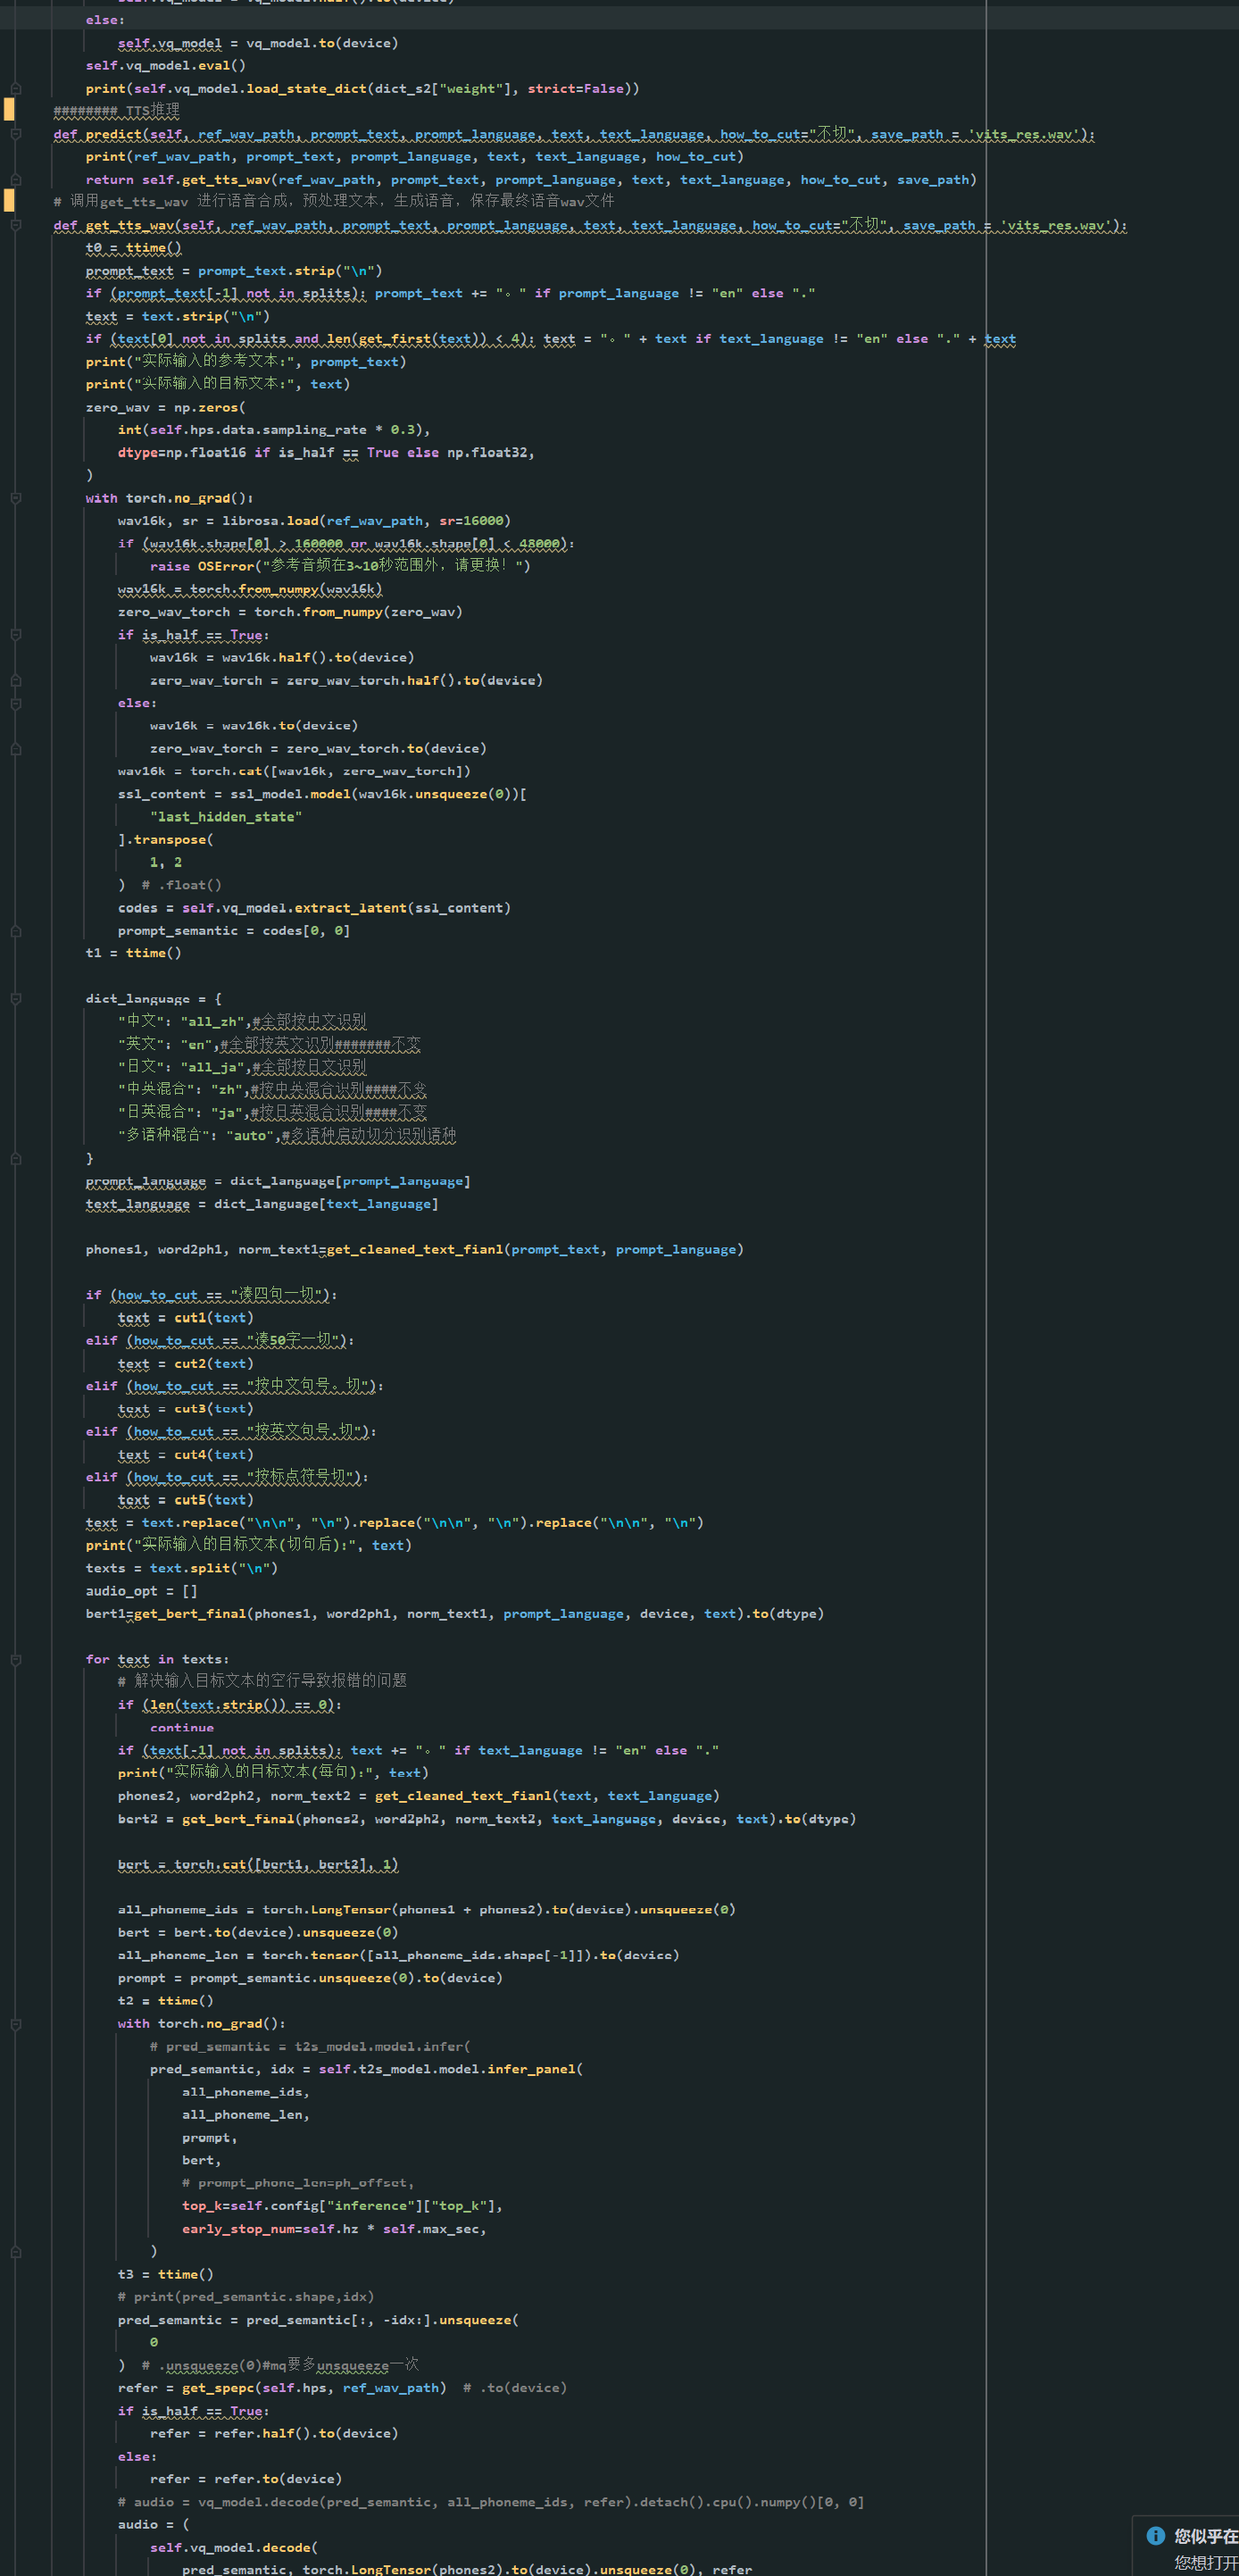 else:
self.vq_model = vq_model.to(device)
self.vq_model.eval()
print(self.vq_model.load_state_dict(dict_s2["weight"], strict=False))
######## TTS推理
def predict(self, ref_wav_path, prompt_text, prompt_language, text, text_language, how_to_cut="不切", save_path = 'vits_res.wav'):
print(ref_wav_path, prompt_text, prompt_language, text, text_language, how_to_cut)
return self.get_tts_wav(ref_wav_path, prompt_text, prompt_language, text, text_language, how_to_cut, save_path)
# 调用get_tts_wav 进行语音合成，预处理文本，生成语音，保存最终语音wav文件
def get_tts_wav(self, ref_wav_path, prompt_text, prompt_language, text, text_language, how_to_cut="不切", save_path = 'vits_res.wav'):
t0 = ttime()
prompt_text = prompt_text.strip("\n")
if (prompt_text[-1] not in splits): prompt_text += "。" if prompt_language != "en" else "."
text = text.strip("\n")
if (text[0] not in splits and len(get_first(text)) < 4): text = "。" + text if text_language != "en" else "." + text
print("实际输入的参考文本:", prompt_text)
print("实际输入的目标文本:", text)
zero_wav = np.zeros(
int(self.hps.data.sampling_rate * 0.3),
dtype=np.float16 if is_half == True else np.float32,
)
with torch.no_grad():
wav16k, sr = librosa.load(ref_wav_path, sr=16000)
if (wav16k.shape[0] > 160000 or wav16k.shape[0] < 48000):
raise OSError("参考音频在3~10秒范围外，请更换！")
wav16k = torch.from_numpy(wav16k)
zero_wav_torch = torch.from_numpy(zero_wav)
if is_half == True:
wav16k = wav16k.half().to(device)
zero_wav_torch = zero_wav_torch.half().to(device)
else:
wav16k = wav16k.to(device)
zero_wav_torch = zero_wav_torch.to(device)
wav16k = torch.cat([wav16k, zero_wav_torch])
ssl_content = ssl_model.model(wav16k.unsqueeze(0))[
"last_hidden_state"
].transpose(
1, 2
)  # .float()
codes = self.vq_model.extract_latent(ssl_content)
prompt_semantic = codes[0, 0]
t1 = ttime()
dict_language = {
"中文": "all_zh",#全部按中文识别
"英文": "en",#全部按英文识别#######不变
"日文": "all_ja",#全部按日文识别
"中英混合": "zh",#按中英混合识别####不变
"日英混合": "ja",#按日英混合识别####不变
"多语种混合": "auto",#多语种启动切分识别语种
}
prompt_language = dict_language[prompt_language]
text_language = dict_language[text_language]
phones1, word2ph1, norm_text1=get_cleaned_text_fianl(prompt_text, prompt_language)
if (how_to_cut == "凑四句一切"):
text = cut1(text)
elif (how_to_cut == "凑50字一切"):
text = cut2(text)
elif (how_to_cut == "按中文句号。切"):
text = cut3(text)
elif (how_to_cut == "按英文句号.切"):
text = cut4(text)
elif (how_to_cut == "按标点符号切"):
text = cut5(text)
text = text.replace("\n\n", "\n").replace("\n\n", "\n").replace("\n\n", "\n")
print("实际输入的目标文本(切句后):", text)
texts = text.split("\n")
audio_opt = []
bert1=get_bert_final(phones1, word2ph1, norm_text1, prompt_language, device, text).to(dtype)
for text in texts:
# 解决输入目标文本的空行导致报错的问题
if (len(text.strip()) == 0):
continue
if (text[-1] not in splits): text += "。" if text_language != "en" else "."
print("实际输入的目标文本(每句):", text)
phones2, word2ph2, norm_text2 = get_cleaned_text_fianl(text, text_language)
bert2 = get_bert_final(phones2, word2ph2, norm_text2, text_language, device, text).to(dtype)
bert = torch.cat([bert1, bert2], 1)
all_phoneme_ids = torch.LongTensor(phones1 + phones2).to(device).unsqueeze(0)
bert = bert.to(device).unsqueeze(0)
all_phoneme_len = torch.tensor([all_phoneme_ids.shape[-1]]).to(device)
prompt = prompt_semantic.unsqueeze(0).to(device)
t2 = ttime()
with torch.no_grad():
# pred_semantic = t2s_model.model.infer(
pred_semantic, idx = self.t2s_model.model.infer_panel(
all_phoneme_ids,
all_phoneme_len,
prompt,
bert,
# prompt_phone_len=ph_offset,
top_k=self.config["inference"]["top_k"],
early_stop_num=self.hz * self.max_sec,
)
t3 = ttime()
# print(pred_semantic.shape,idx)
pred_semantic = pred_semantic[:, -idx:].unsqueeze(
0
)  # .unsqueeze(0)#mq要多unsqueeze一次
refer = get_spepc(self.hps, ref_wav_path)  # .to(device)
if is_half == True:
refer = refer.half().to(device)
else:
refer = refer.to(device)
# audio = vq_model.decode(pred_semantic, all_phoneme_ids, refer).detach().cpu().numpy()[0, 0]
audio = (
self.vq_model.decode(
您似乎在
您想打开
pred_semantic, torch.LongTensor(phones2).to(device).unsqueeze(0), refer